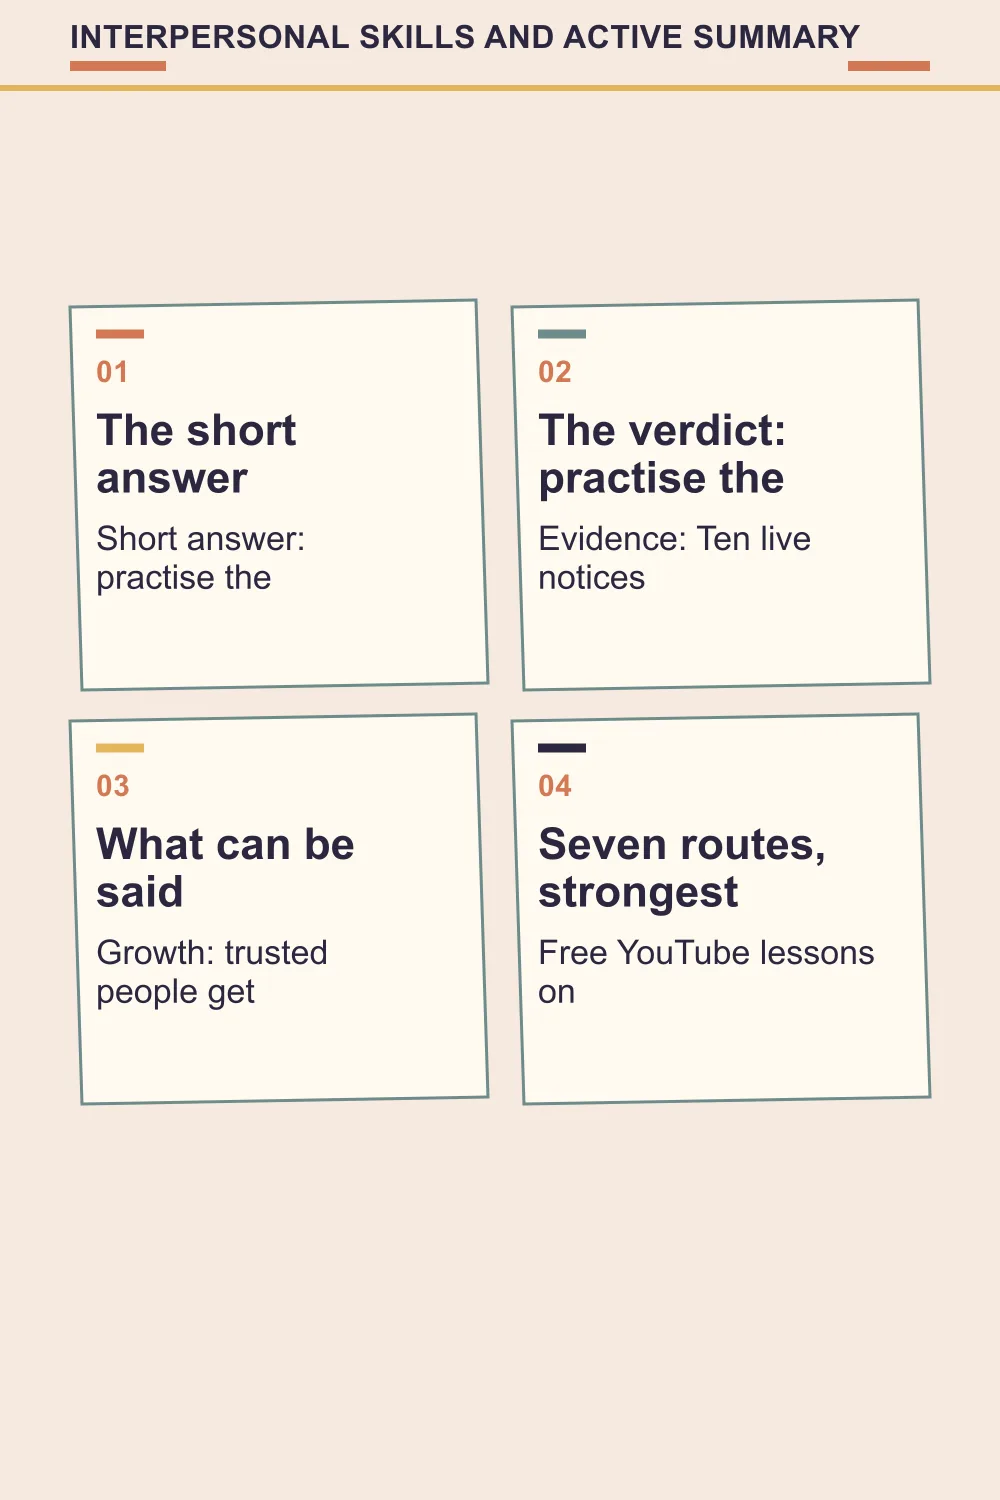 INTERPERSONAL SKILLS AND ACTIVE SUMMARY
01
The short
answer
Short answer:
practise the
02
The verdict:
practise the
Evidence: Ten live
notices
03
What can be
said
Growth: trusted
people get
04
Seven routes,
strongest
Free YouTube lessons
on